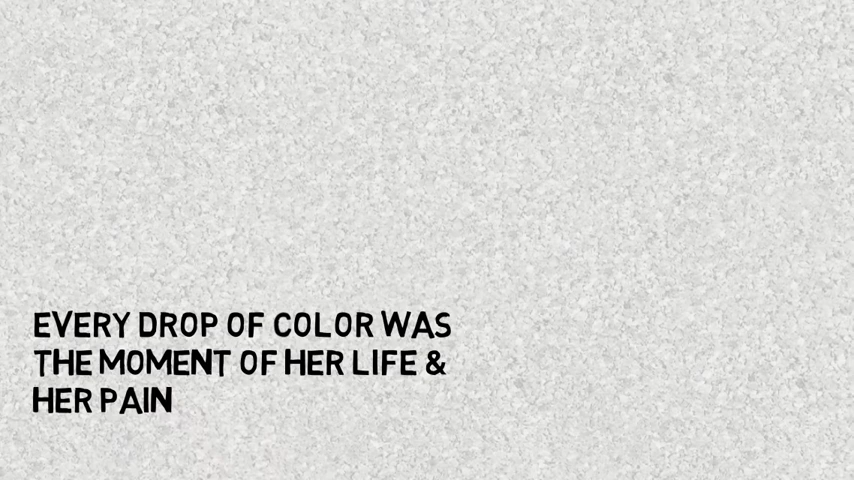 EVERY DROP OF COLOR WAS
THE MOMENT OF HER LIFE &
HER PAIN